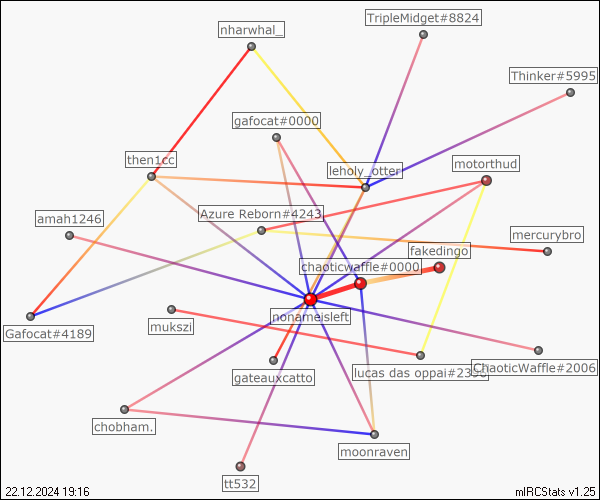 TripleMidget#8824
nharwhal_
Thinker#5995
gafocat#0000
then1cc
leholy_otter
motorthud
amah1246
Azure Reborn#4243
mercurybro
fakedingo
chaoticwaffle#0000
nonameisleft
Gafocat#4189
mukszi
lucas das oppai#
ChaoticWaffle#2006
gateauxcatto
chobham.
moonraven
tt532
22.12.2024 19:16
mIRCStats v1.25